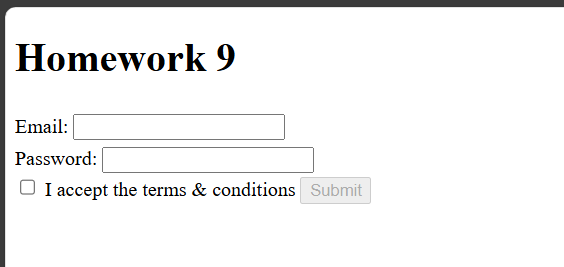 Homework 9
Email:
Password:
I accept the terms & conditions Submit